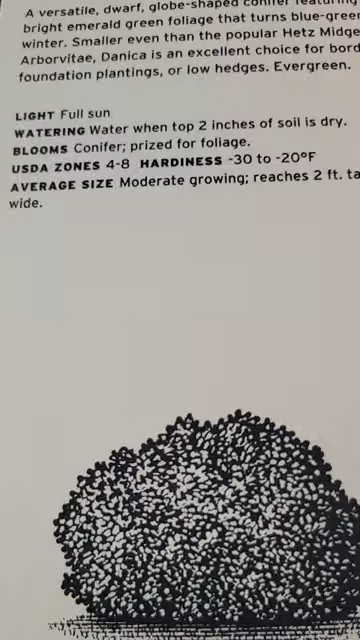 A versatile, dwarf, globe-shaped conifer featuring
bright emerald green foliage that turns blue-green
winter. Smaller even than the popular Hetz Midge
Arborvitae, Danica is an excellent choice for bord
foundation plantings, or low hedges. Evergreen.
LIGHT Full sun
WATERING Water when top 2 inches of soil is dry.
BLOOMS Conifer; prized for foliage.
USDA ZONES 4-8 HARDINESS -30 to -20°F
AVERAGE SIZE Moderate growing; reaches 2 ft. ta
wide.